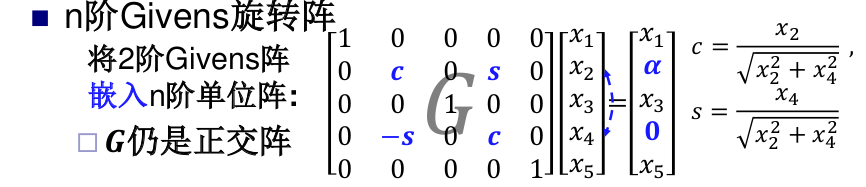 n阶Givens旋转阵
将2阶Givens阵
嵌入n阶单位阵：
G仍是正交阵
1 0 0 0 0 x₁ x₁
0 c 0 s 0 x₂ α
0 0 1 0 0 x₃ = x₃
0 −s 0 c 0 x₄ 0
0 0 0 0 1 x₅ x₅
G
c = x₂ / √(x₂² + x₄²) ,
s = x₄ / √(x₂² + x₄²)